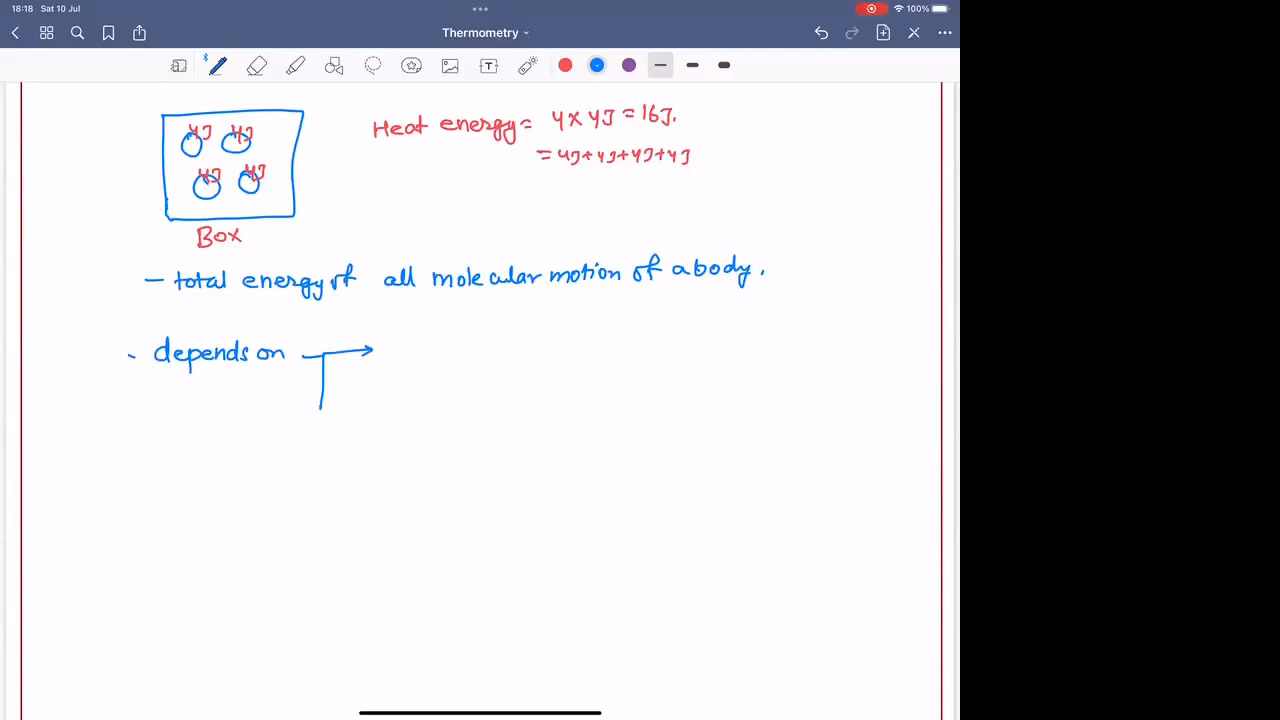 18:18 Sat 10 Jul
100%
Thermometry
T
4J 4J
4J 4J
Box
Heat energy = 4 x 4J = 16J.
= 4J+4J+4J+4J
- total energy of all molecular motion of a body.
- depends on